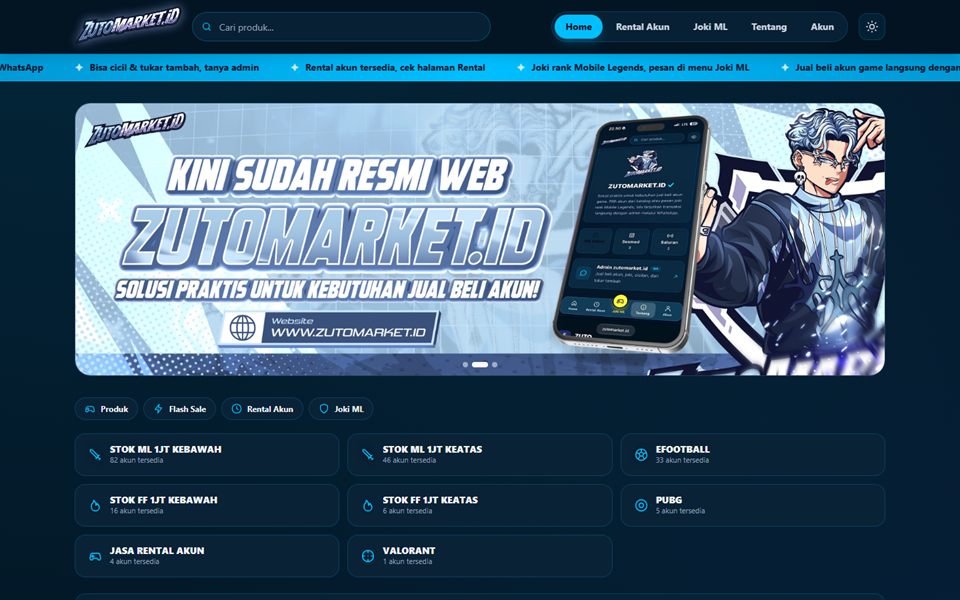 ZUTOMARKET.ID
Cari produk...
Home
Rental Akun
Joki ML
Tentang
Akun
WhatsApp
Bisa cicil & tukar tambah, tanya admin
Rental akun tersedia, cek halaman Rental
Joki rank Mobile Legends, pesan di menu Joki ML
Jual beli akun game langsung dengan
ZUTOMARKET.ID
KINI SUDAH RESMI WEB
ZUTOMARKET.ID
SOLUSI PRAKTIS UNTUK KEBUTUHAN JUAL BELI AKUN!
Website
WWW.ZUTOMARKET.ID
ZUTOMARKET.ID
Admin zutomarket.id
zutomarket.id
Produk
Flash Sale
Rental Akun
Joki ML
STOK ML 1JT KEBAWAH
82 akun tersedia
STOK ML 1JT KEATAS
46 akun tersedia
EFOOTBALL
33 akun tersedia
STOK FF 1JT KEBAWAH
16 akun tersedia
STOK FF 1JT KEATAS
6 akun tersedia
PUBG
5 akun tersedia
JASA RENTAL AKUN
4 akun tersedia
VALORANT
1 akun tersedia